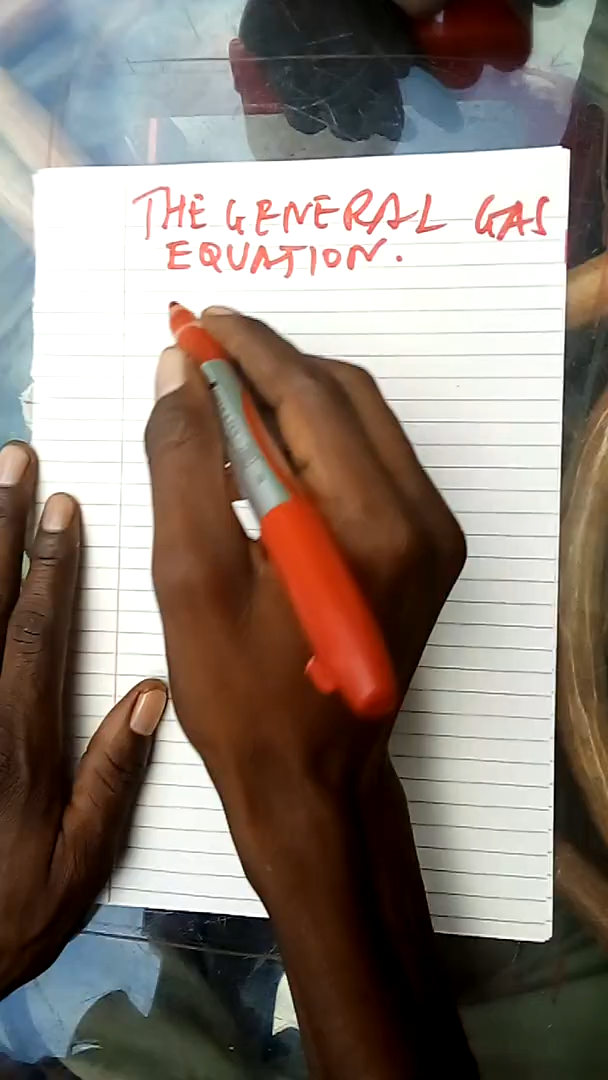 THE GENERAL GAS
EQUATION.